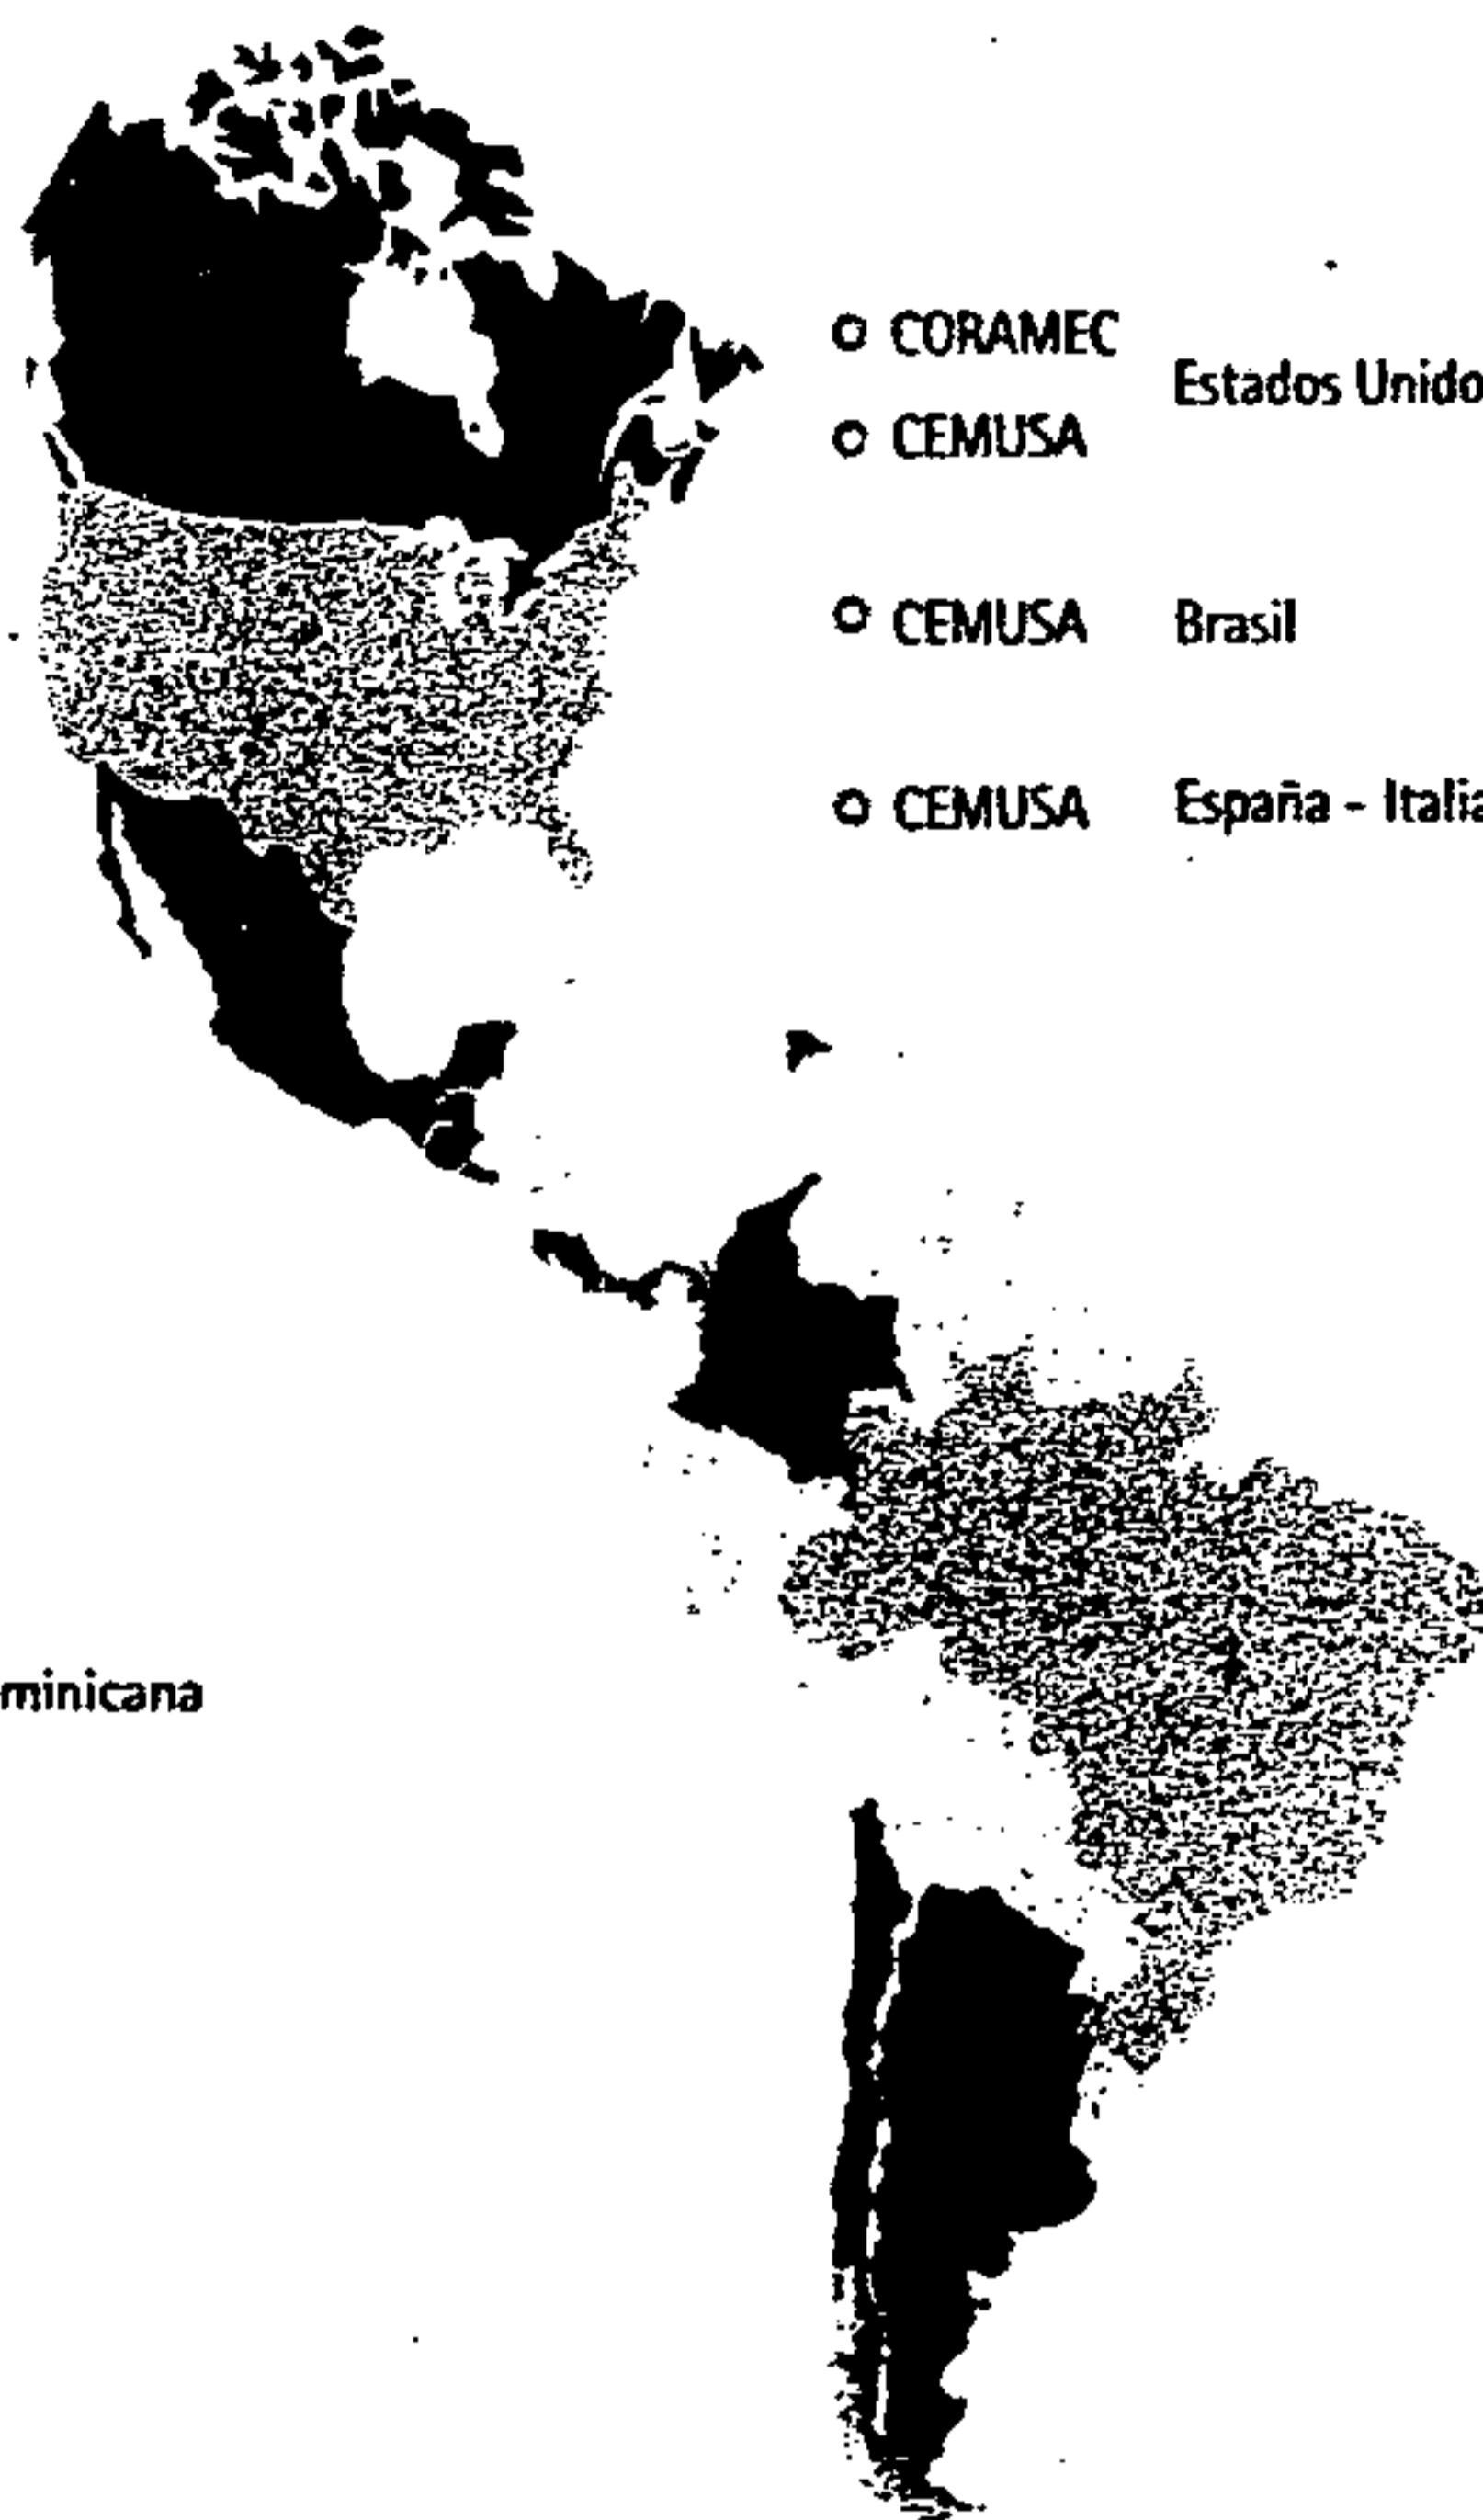 CORAMEC
Estados Unido
CEMUSA
CEMUSA Brasil
CEMUSA España - Italia
minicana